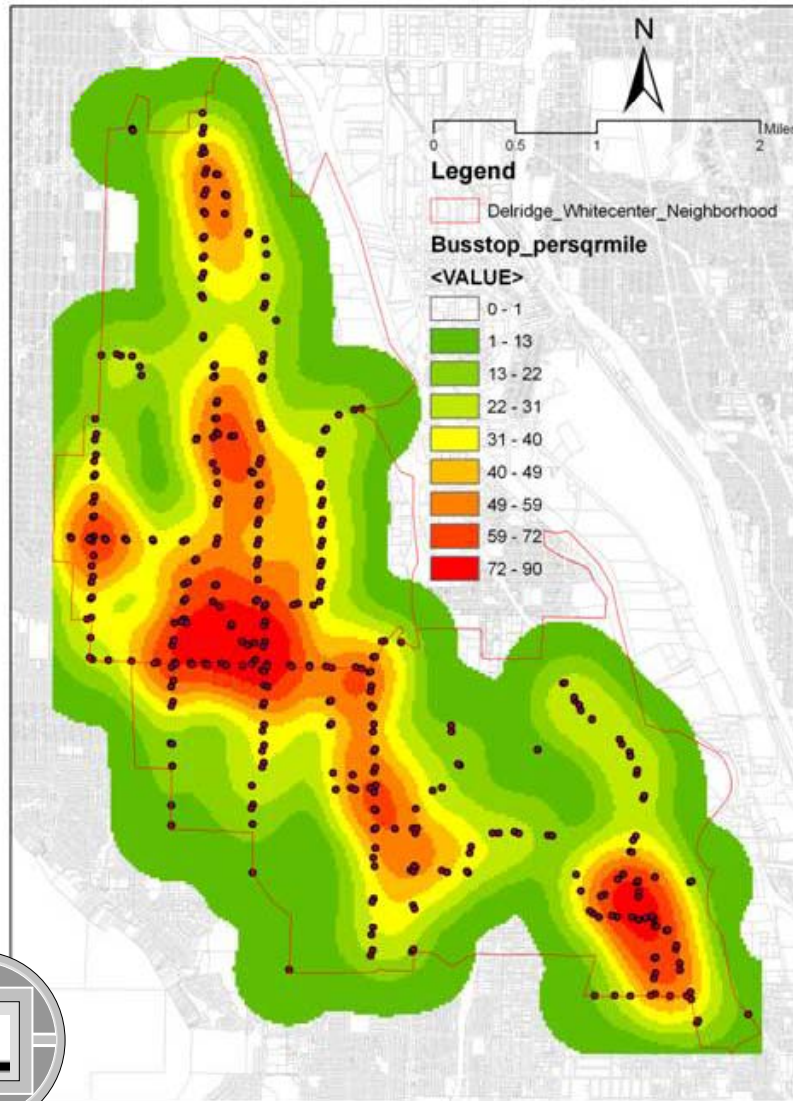 N
Miles
0 0.5 1 2
Legend
Delridge_Whitecenter_Neighborhood
Busstop_persqrmile
<VALUE>
0 - 1
1 - 13
13 - 22
22 - 31
31 - 40
40 - 49
49 - 59
59 - 72
72 - 90